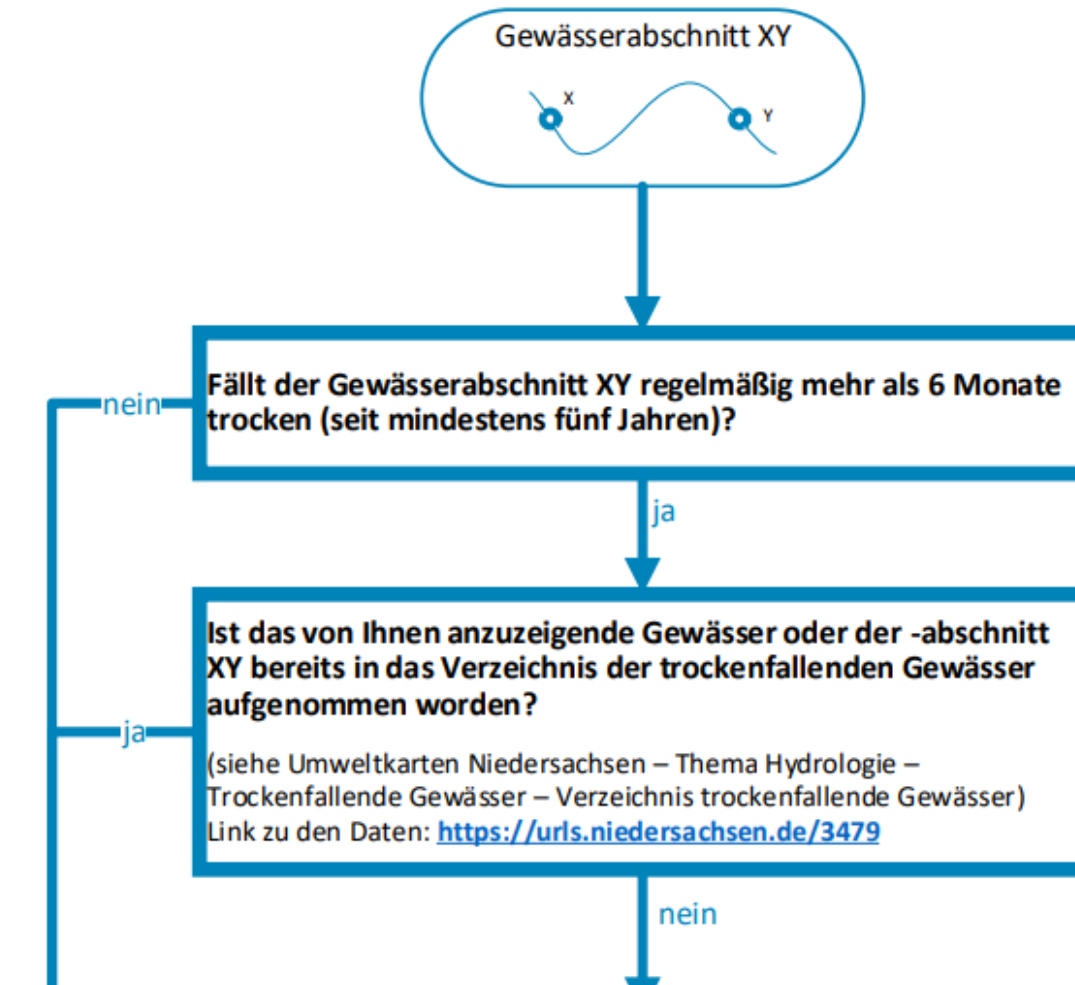 Gewässerabschnitt XY
X
Y
Fällt der Gewässerabschnitt XY regelmäßig mehr als 6 Monate
trocken (seit mindestens fünf Jahren)?
nein
ja
Ist das von Ihnen anzuzeigende Gewässer oder der -abschnitt
XY bereits in das Verzeichnis der trockenfallenden Gewässer
aufgenommen worden?
ja
(siehe Umweltkarten Niedersachsen – Thema Hydrologie –
Trockenfallende Gewässer – Verzeichnis trockenfallende Gewässer)
Link zu den Daten: https://urls.niedersachsen.de/3479
nein